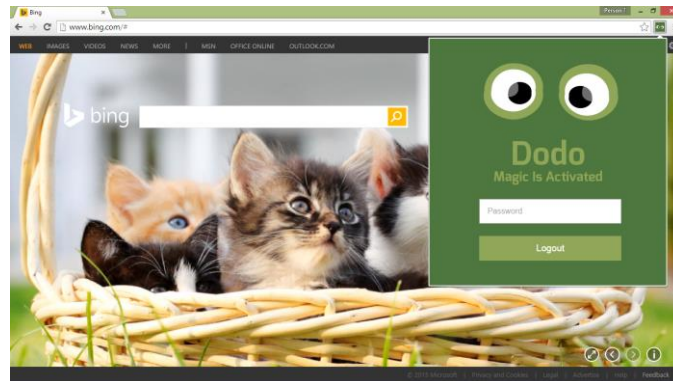 Bing
Person 1
www.bing.com/#
WEB IMAGES VIDEOS NEWS MORE | MSN OFFICE ONLINE OUTLOOK.COM
bing
Dodo
Magic Is Activated
Password
Logout
© 2015 Microsoft | Privacy and Cookies | Legal | Advertise | Help | Feedback